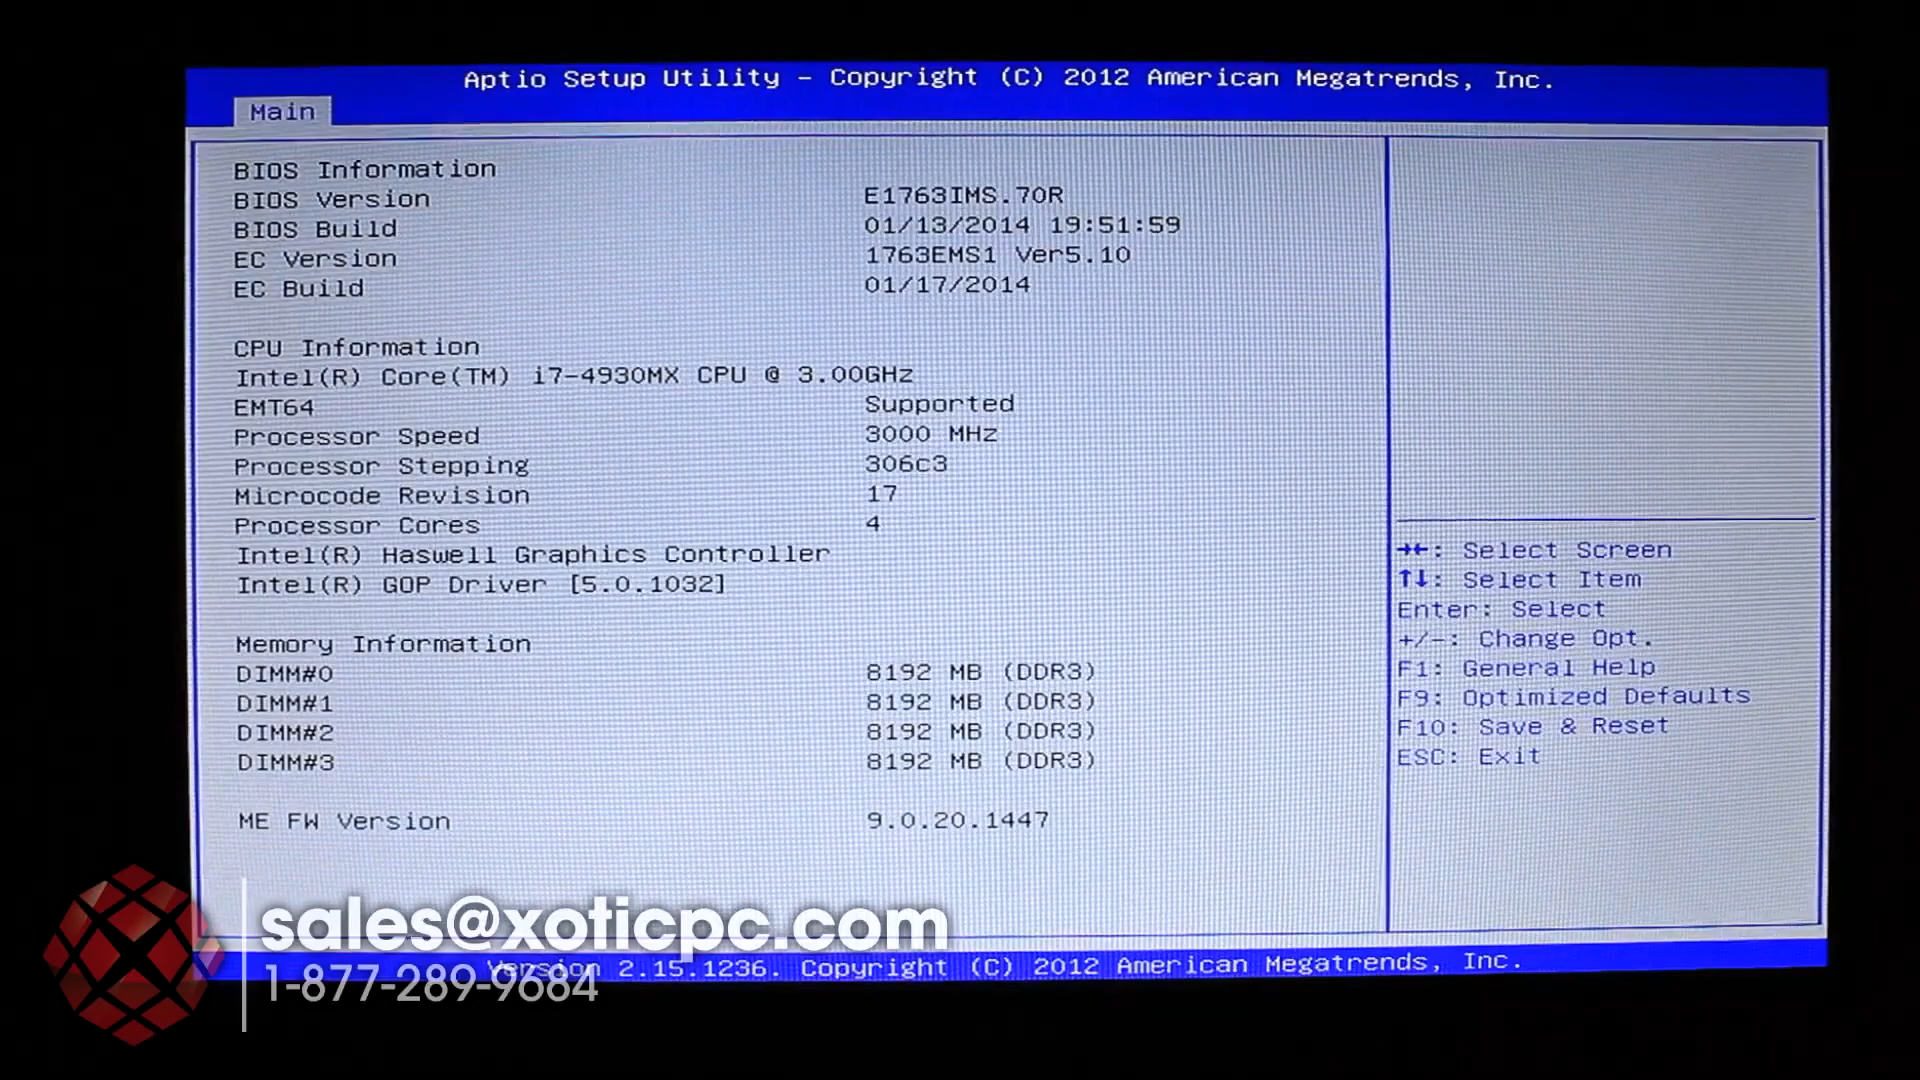 Aptio Setup Utility - Copyright (C) 2012 American Megatrends, Inc.
Main
BIOS Information
BIOS Version E1763IMS.70R
BIOS Build 01/13/2014 19:51:59
EC Version 1763EMS1 Ver5.10
EC Build 01/17/2014
CPU Information
Intel(R) Core(TM) i7-4930MX CPU @ 3.00GHz
EMT64 Supported
Processor Speed 3000 MHz
Processor Stepping 306c3
Microcode Revision 17
Processor Cores 4
Intel(R) Haswell Graphics Controller
Intel(R) GOP Driver [5.0.1032]
Memory Information
DIMM#0 8192 MB (DDR3)
DIMM#1 8192 MB (DDR3)
DIMM#2 8192 MB (DDR3)
DIMM#3 8192 MB (DDR3)
ME FW Version 9.0.20.1447
→←: Select Screen
↑↓: Select Item
Enter: Select
+/-: Change Opt.
F1: General Help
F9: Optimized Defaults
F10: Save & Reset
ESC: Exit
Version 2.15.1236. Copyright (C) 2012 American Megatrends, Inc.
sales@xoticpc.com
1-877-289-9684